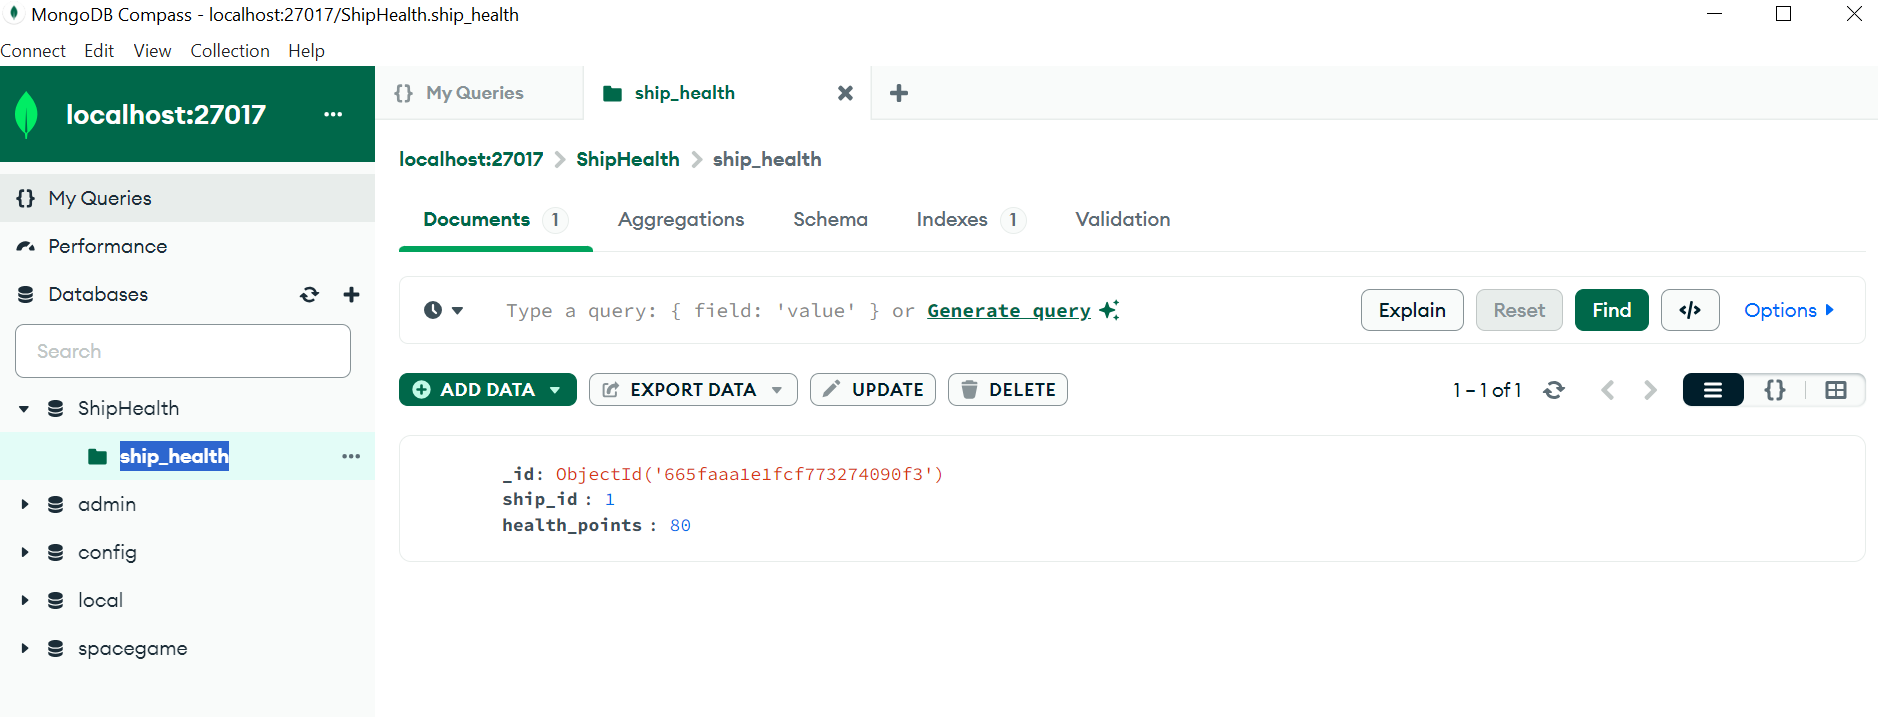 MongoDB Compass - localhost:27017/ShipHealth.ship_health
Connect Edit View Collection Help
localhost:27017 ...
My Queries
Performance
Databases
Search
ShipHealth
ship_health ...
admin
config
local
spacegame
{} My Queries
ship_health
localhost:27017 > ShipHealth > ship_health
Documents 1 Aggregations Schema Indexes 1 Validation
Type a query: { field: 'value' } or Generate query
Explain Reset Find </> Options
ADD DATA EXPORT DATA UPDATE DELETE
1 – 1 of 1 {}
_id: ObjectId('665faaa1e1fcf773274090f3')
ship_id : 1
health_points : 80